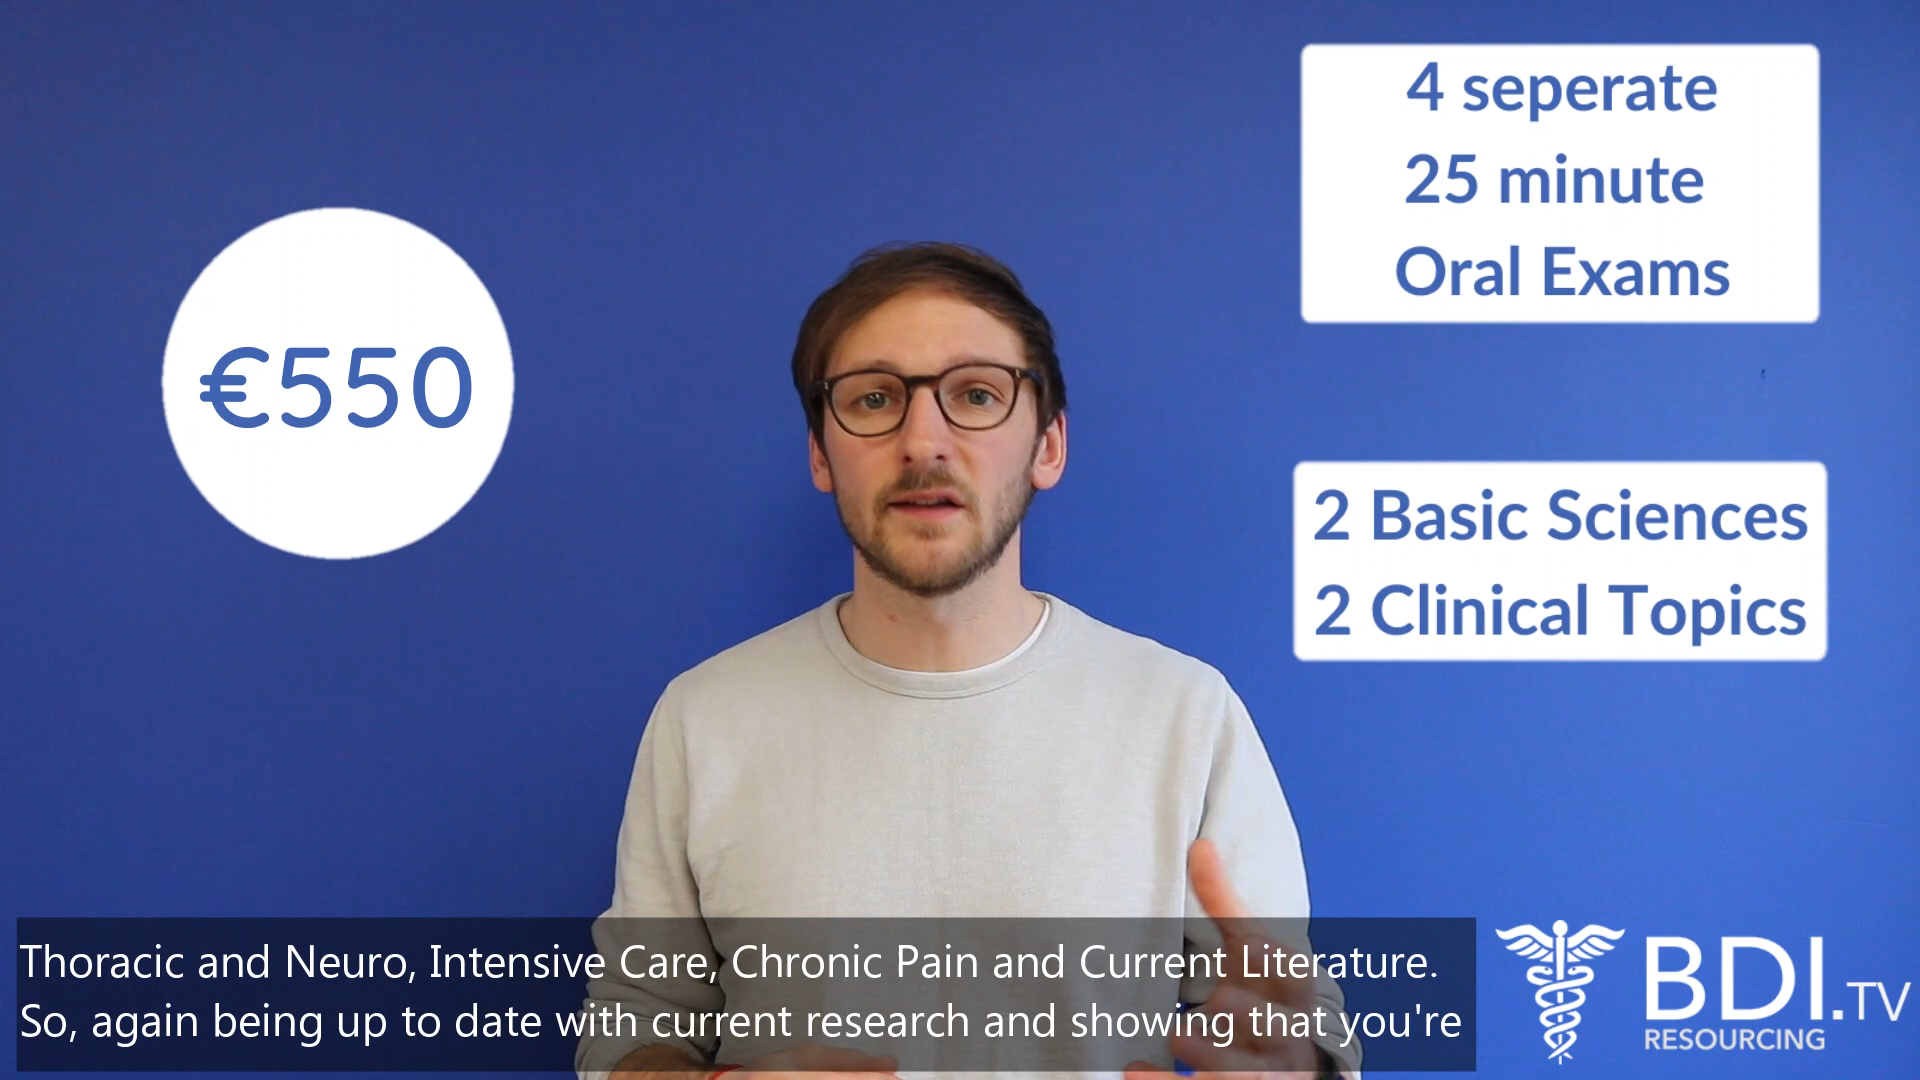 4 seperate
25 minute
Oral Exams
€550
2 Basic Sciences
2 Clinical Topics
Thoracic and Neuro, Intensive Care, Chronic Pain and Current Literature.
So, again being up to date with current research and showing that you're
BDI.TV
RESOURCING